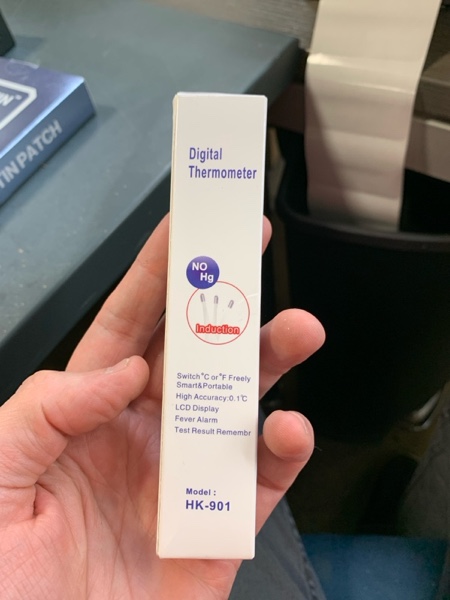 Digital
Thermometer
NO
Hg
Induction
Switch°C or°F Freely
Smart&Portable
High Accuracy:0.1℃
LCD Display
Fever Alarm
Test Result Remembr
Model :
HK-901
TIN PATCH